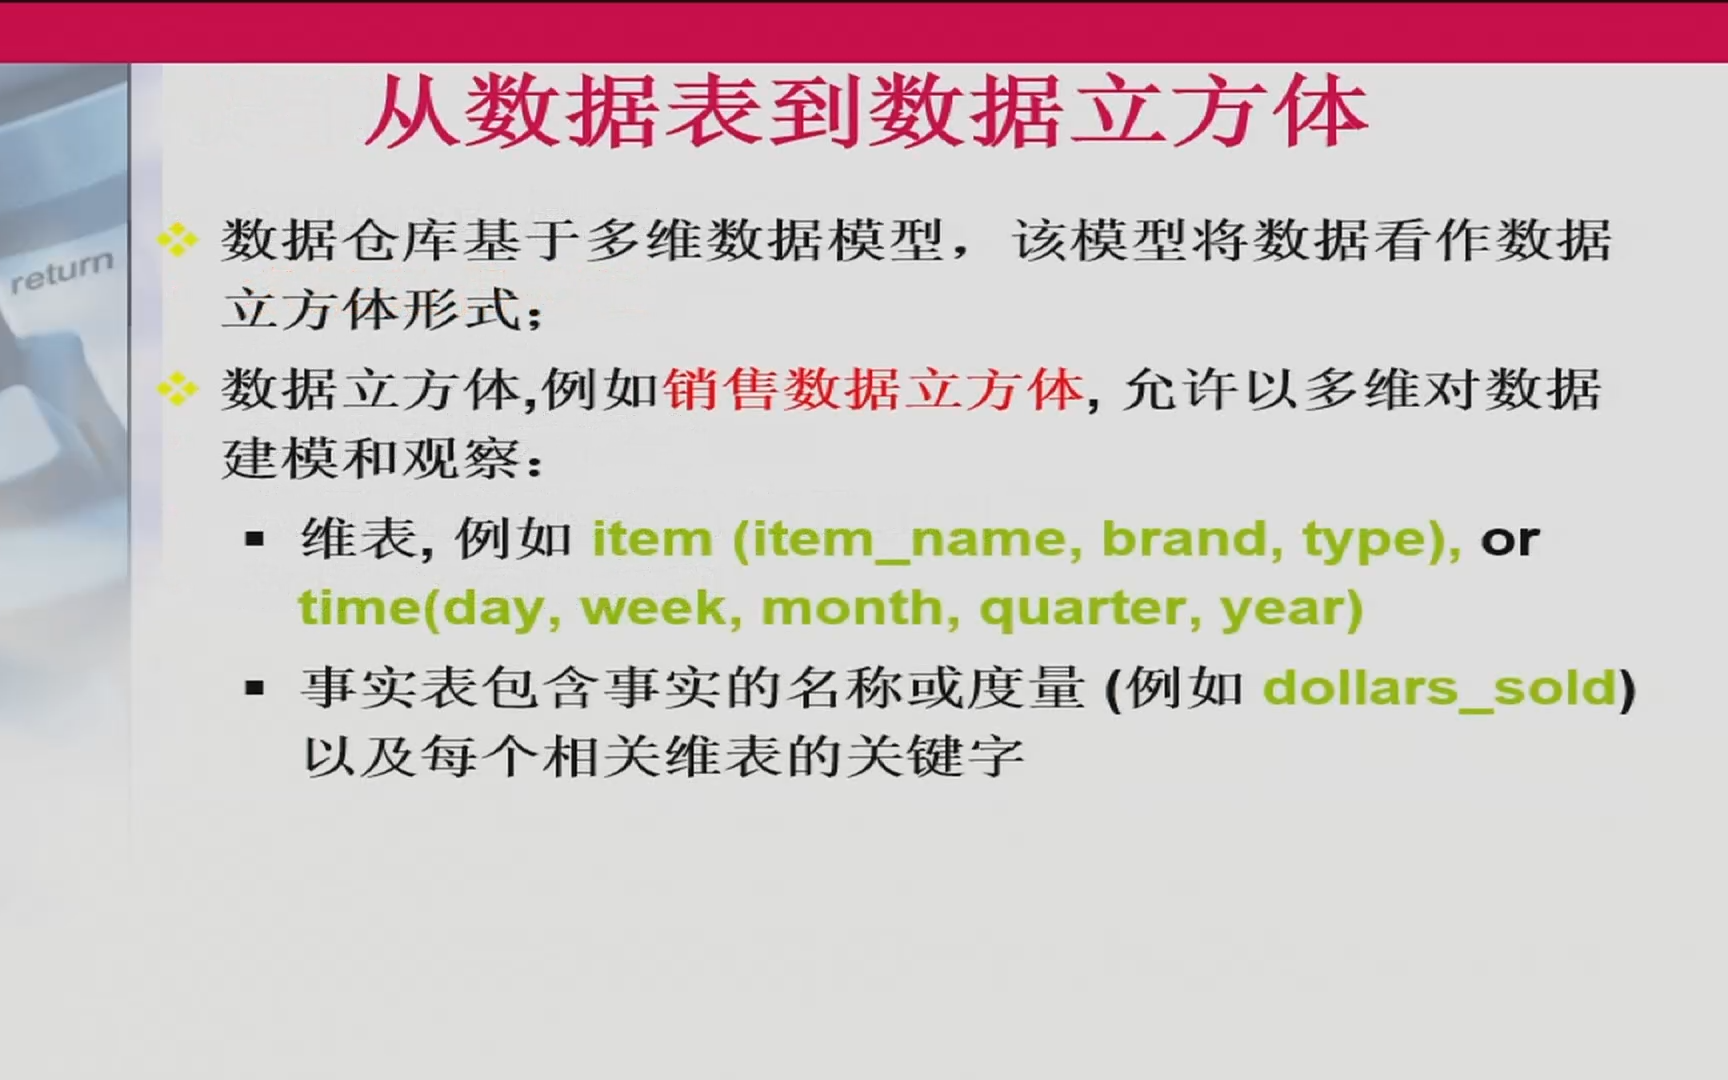 从数据表到数据立方体
return
数据仓库基于多维数据模型，该模型将数据看作数据
立方体形式；
数据立方体,例如销售数据立方体, 允许以多维对数据
建模和观察：
维表, 例如 item (item_name, brand, type), or
time(day, week, month, quarter, year)
事实表包含事实的名称或度量 (例如 dollars_sold)
以及每个相关维表的关键字